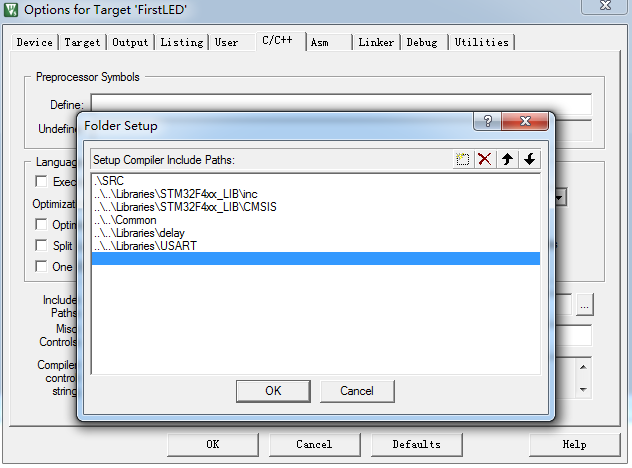 Options for Target 'FirstLED'
Device Target Output Listing User C/C++ Asm Linker Debug Utilities
Preprocessor Symbols
Define:
Undefine
Folder Setup
Setup Compiler Include Paths:
.\SRC
..\..\Libraries\STM32F4xx_LIB\inc
..\..\Libraries\STM32F4xx_LIB\CMSIS
..\..\Common
..\..\Libraries\delay
..\..\Libraries\USART
OK Cancel
Languag
Exec
Optimizat
Optim
Split
One
Include
Paths
...
Misc
Controls
Compiler
control
string
OK Cancel Defaults Help